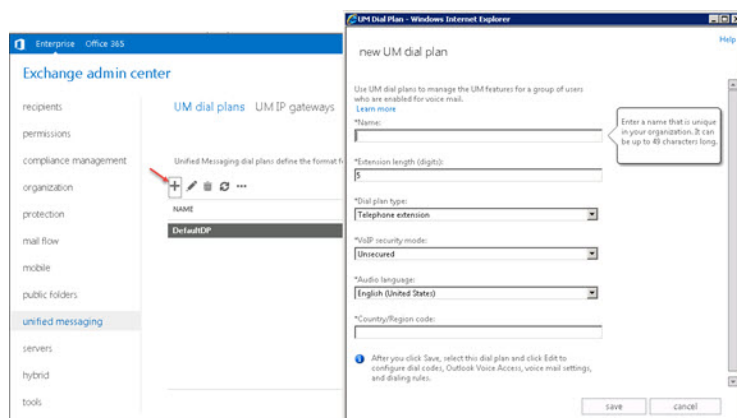 Enterprise Office 365
Exchange admin center
recipients
permissions
compliance management
organization
protection
mail flow
mobile
public folders
unified messaging
servers
hybrid
tools
UM dial plans UM IP gateways
Unified Messaging dial plans define the format f
NAME
DefaultDP
UM Dial Plan - Windows Internet Explorer
Help
new UM dial plan
Use UM dial plans to manage the UM features for a group of users
who are enabled for voice mail.
Learn more
*Name:
Enter a name that is unique
in your organization. It can
be up to 49 characters long.
*Extension length (digits):
5
*Dial plan type:
Telephone extension
*VoIP security mode:
Unsecured
*Audio language:
English (United States)
*Country/Region code:
After you click Save, select this dial plan and click Edit to
configure dial codes, Outlook Voice Access, voice mail settings,
and dialing rules.
save cancel